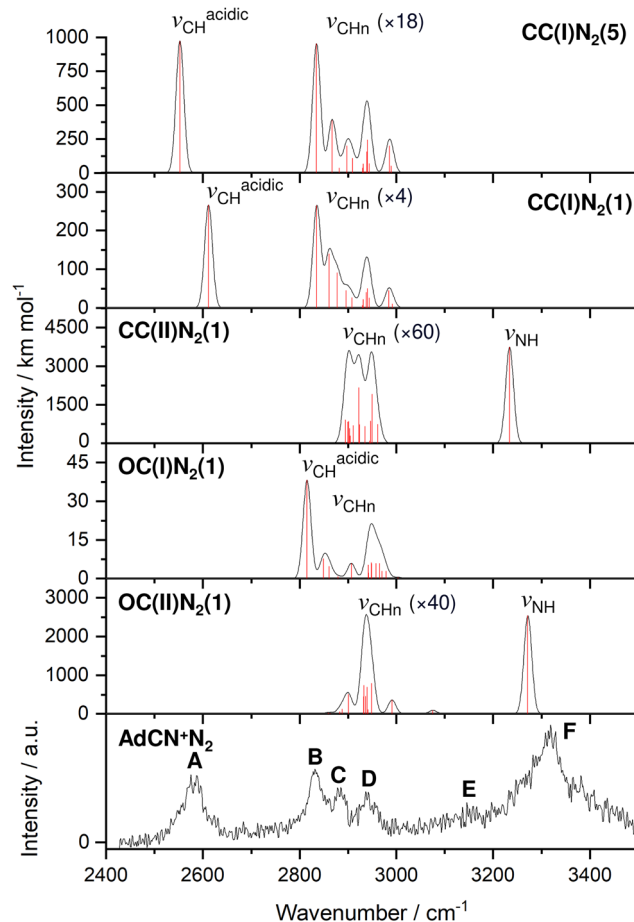 ν_CH^acidic ν_CHn (×18) CC(I)N₂(5)
1000
750
500
250
0
ν_CH^acidic ν_CHn (×4) CC(I)N₂(1)
300
200
100
0
CC(II)N₂(1) ν_CHn (×60) ν_NH
4500
3000
1500
0
OC(I)N₂(1) ν_CH^acidic
ν_CHn
45
30
15
0
OC(II)N₂(1) ν_CHn (×40) ν_NH
3000
2000
1000
0
Intensity / km mol⁻¹
AdCN⁺N₂
A B C D E F
0
Intensity / a.u.
2400 2600 2800 3000 3200 3400
Wavenumber / cm⁻¹